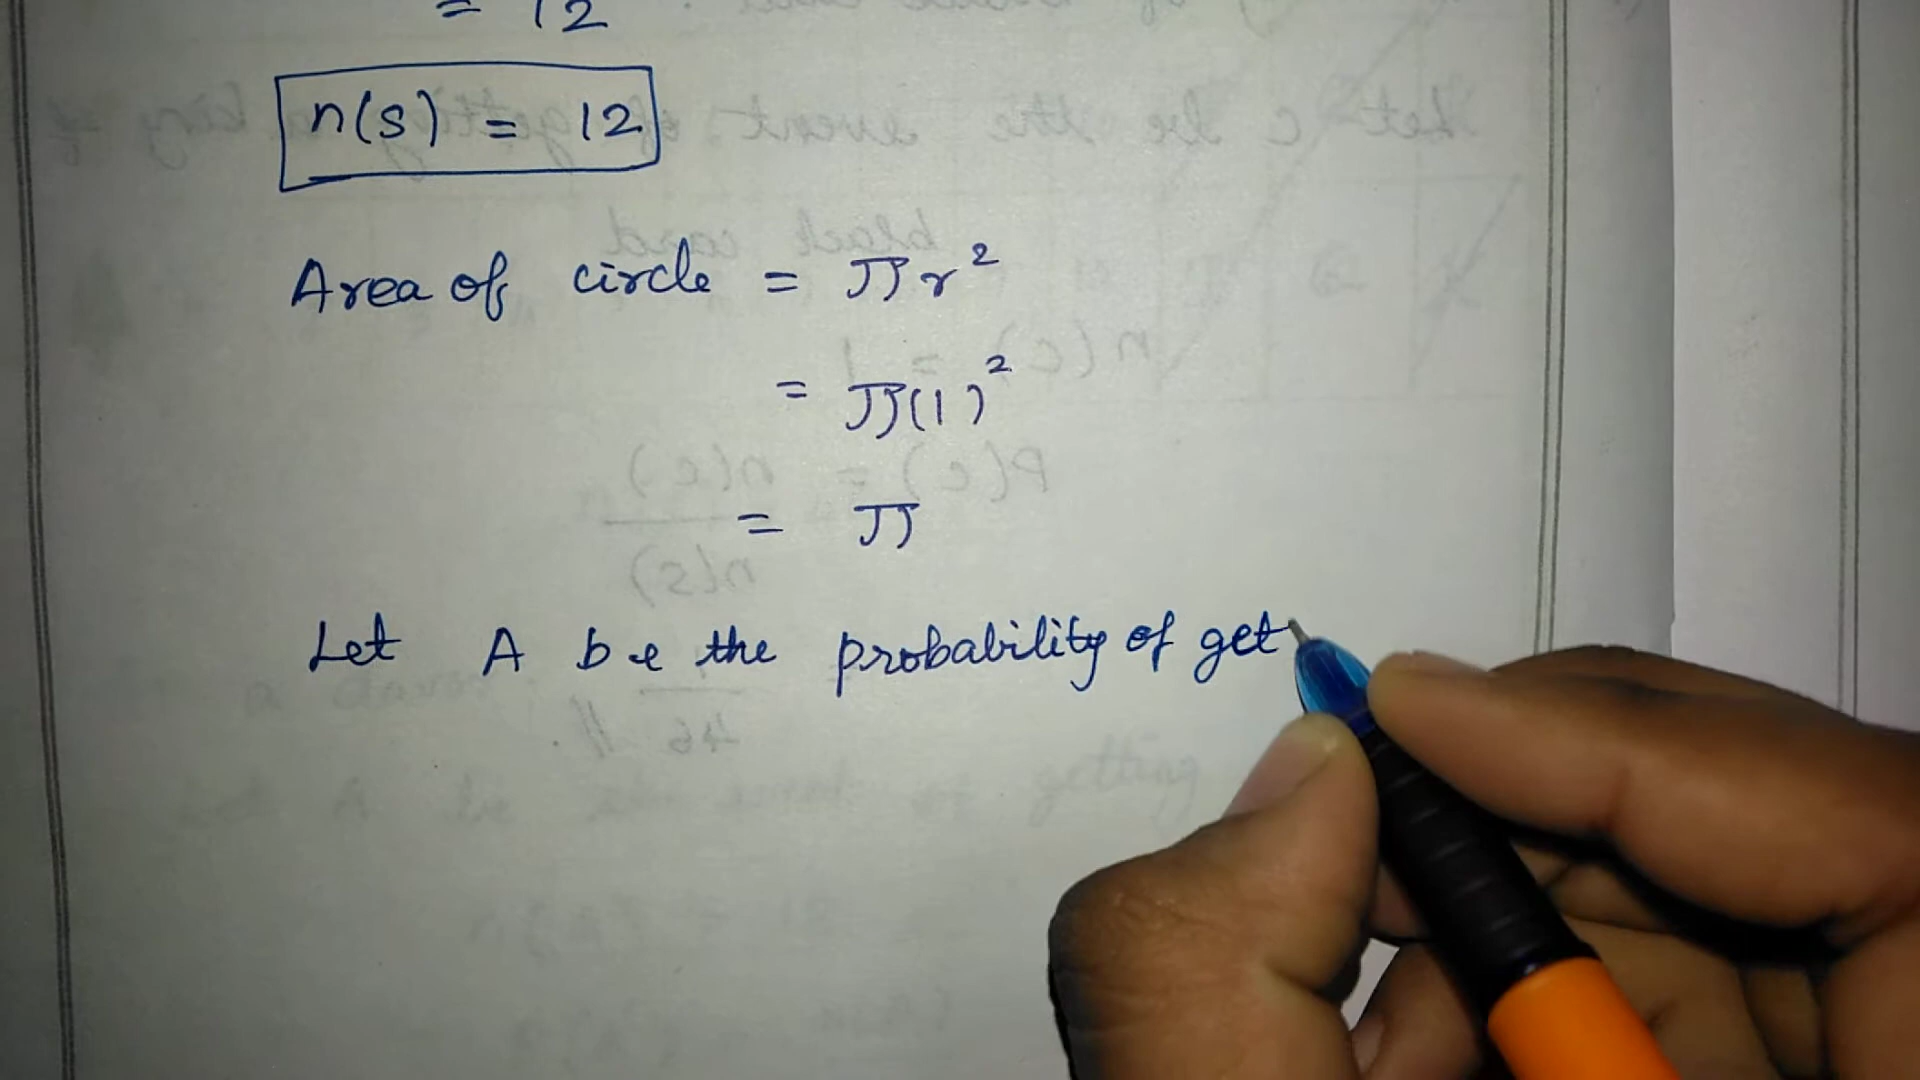 = 12
n(s) = 12
Area of circle = πr²
= π(1)²
= π
Let A be the probability of get